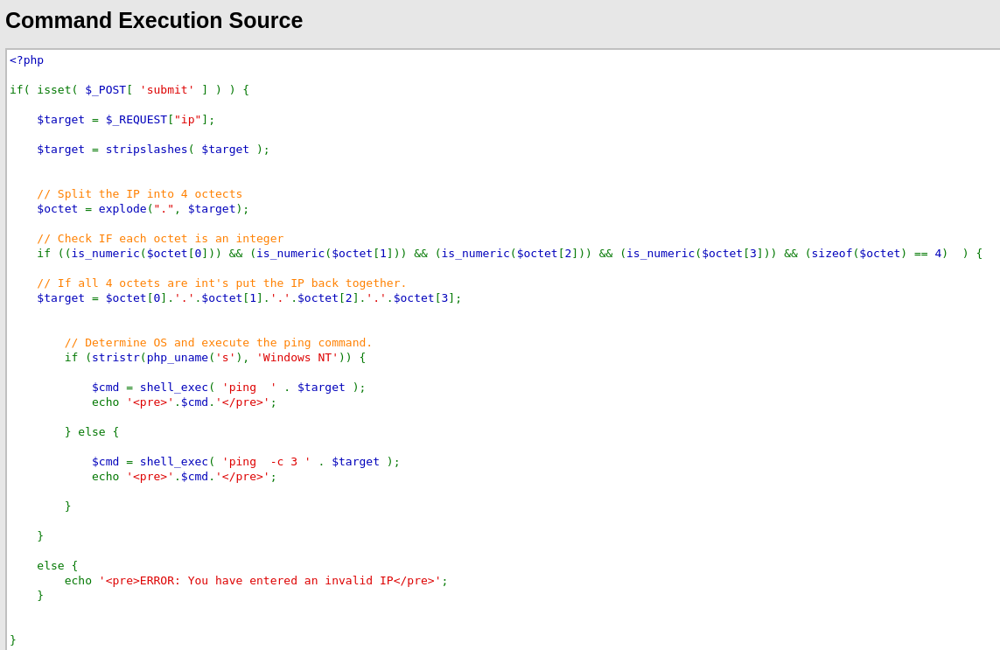 Command Execution Source
<?php
if( isset( $_POST[ 'submit' ] ) ) {
$target = $_REQUEST["ip"];
$target = stripslashes( $target );
// Split the IP into 4 octects
$octet = explode(".", $target);
// Check IF each octet is an integer
if ((is_numeric($octet[0])) && (is_numeric($octet[1])) && (is_numeric($octet[2])) && (is_numeric($octet[3])) && (sizeof($octet) == 4)  ) {
// If all 4 octets are int's put the IP back together.
$target = $octet[0].'.'.$octet[1].'.'.$octet[2].'.'.$octet[3];
// Determine OS and execute the ping command.
if (stristr(php_uname('s'), 'Windows NT')) {
$cmd = shell_exec( 'ping  ' . $target );
echo '<pre>'.$cmd.'</pre>';
} else {
$cmd = shell_exec( 'ping  -c 3 ' . $target );
echo '<pre>'.$cmd.'</pre>';
}
}
else {
echo '<pre>ERROR: You have entered an invalid IP</pre>';
}
}